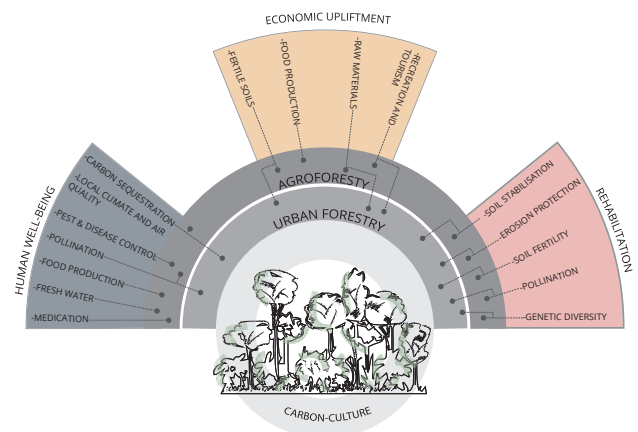 ECONOMIC UPLIFTMENT
-FERTILE SOILS
-FOOD PRODUCTION
-RAW MATERIALS
-RECREATION AND
TOURISM
HUMAN WELL-BEING
-CARBON SEQUESTRATION
-LOCAL CLIMATE AND AIR
QUALITY
-PEST & DISEASE CONTROL
-POLLINATION
-FOOD PRODUCTION
-FRESH WATER
-MEDICATION
AGROFORESTY
URBAN FORESTRY
REHABILITATION
-SOIL STABILISATION
-EROSION PROTECTION
-SOIL FERTILITY
-POLLINATION
-GENETIC DIVERSITY
CARBON-CULTURE